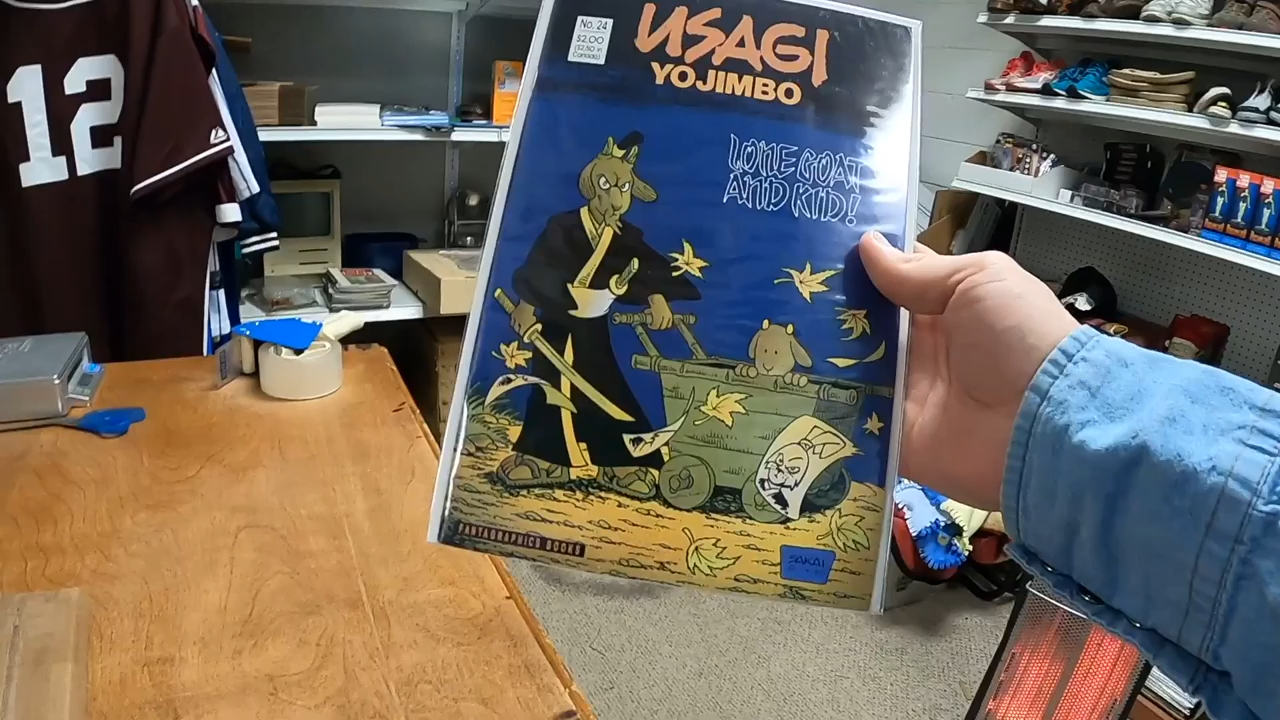 12
No. 24
$2.00
($2.50 in
Canada)
USAGI
YOJIMBO
LONE GOAT
AND KID!
FANTAGRAPHICS BOOKS
SAKAI